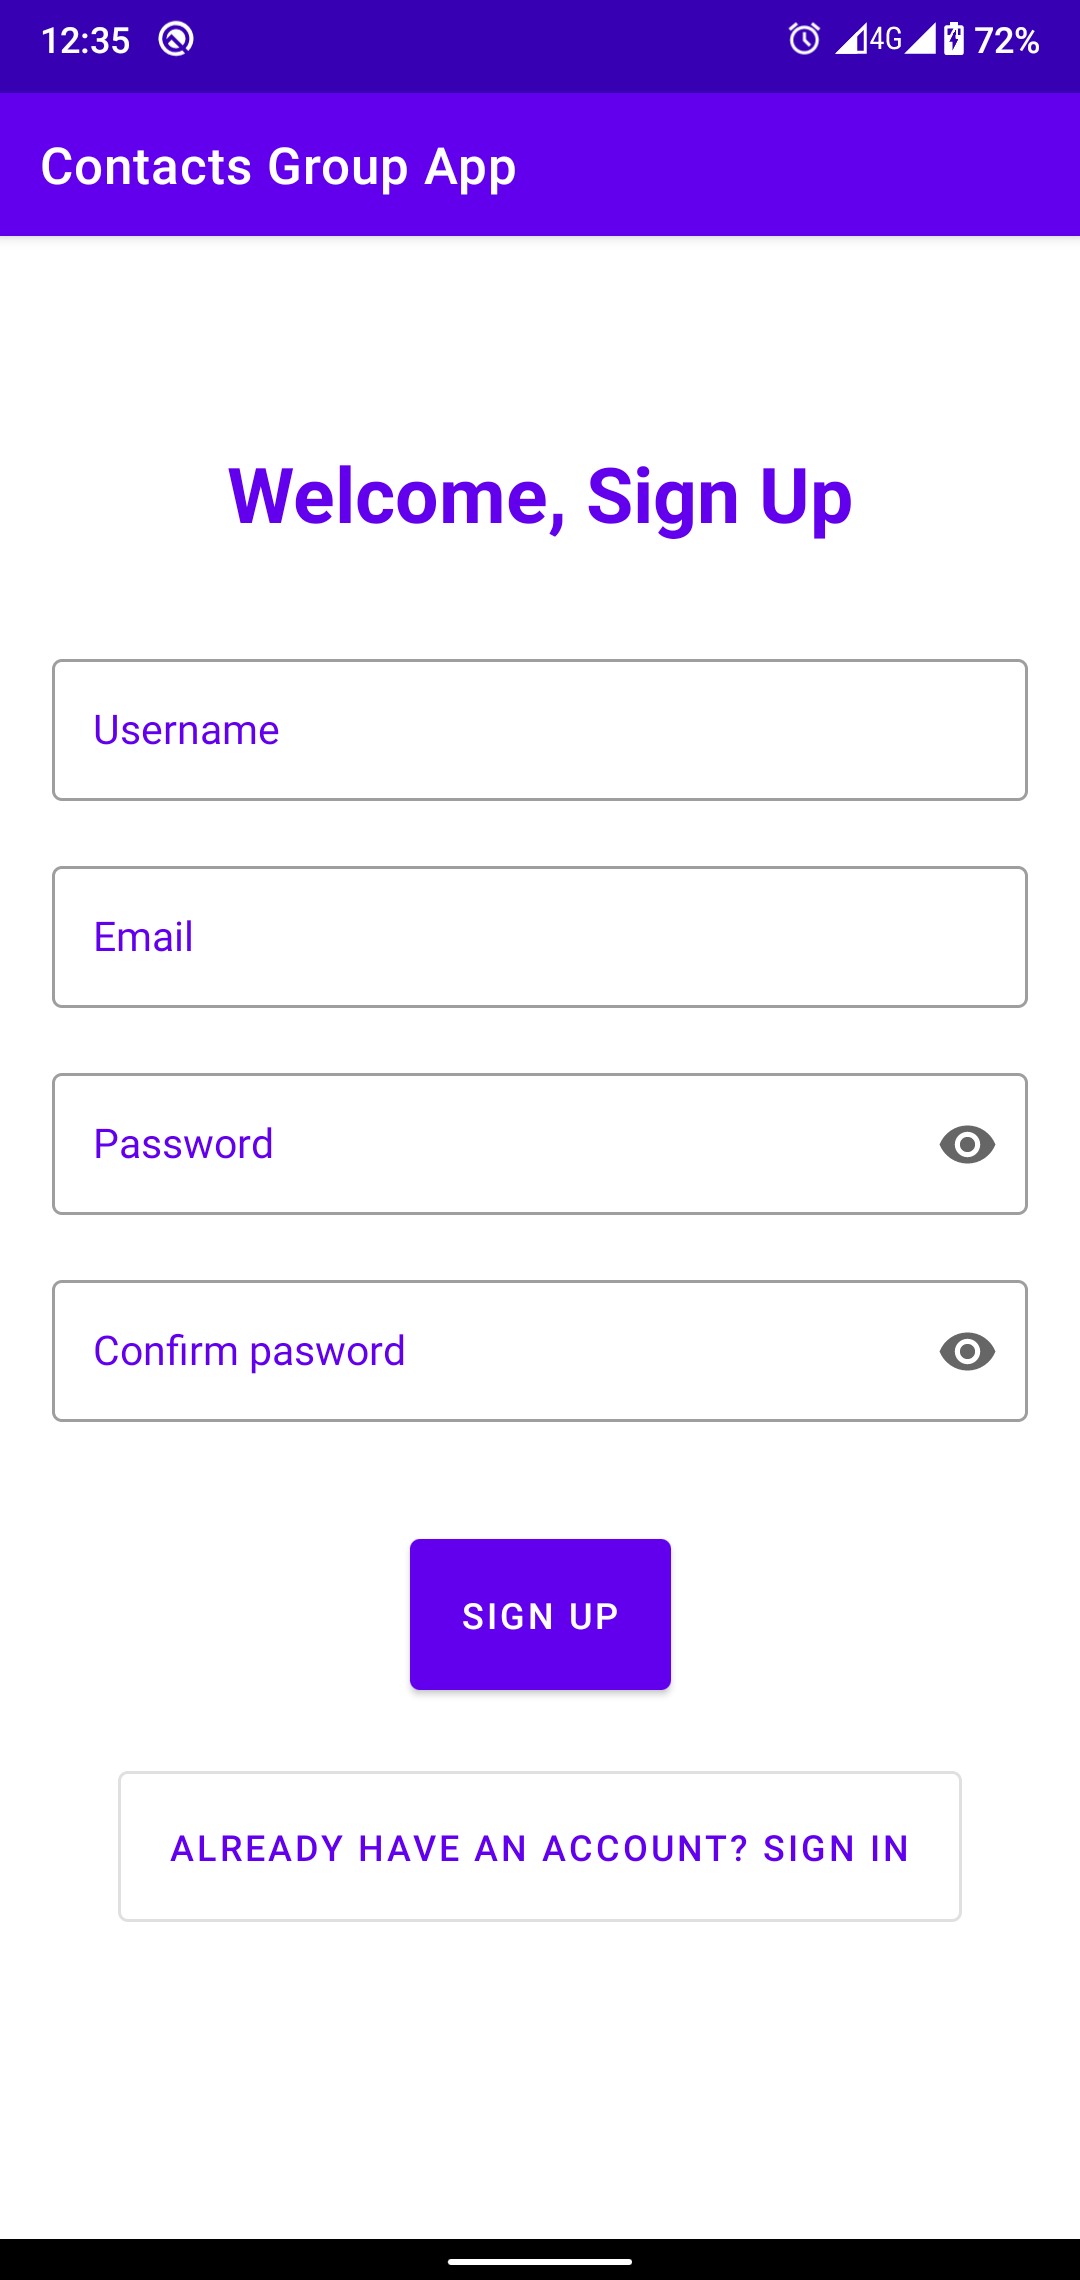 12:35 4G 72%
Contacts Group App
Welcome, Sign Up
Username
Email
Password
Confirm pasword
SIGN UP
ALREADY HAVE AN ACCOUNT? SIGN IN